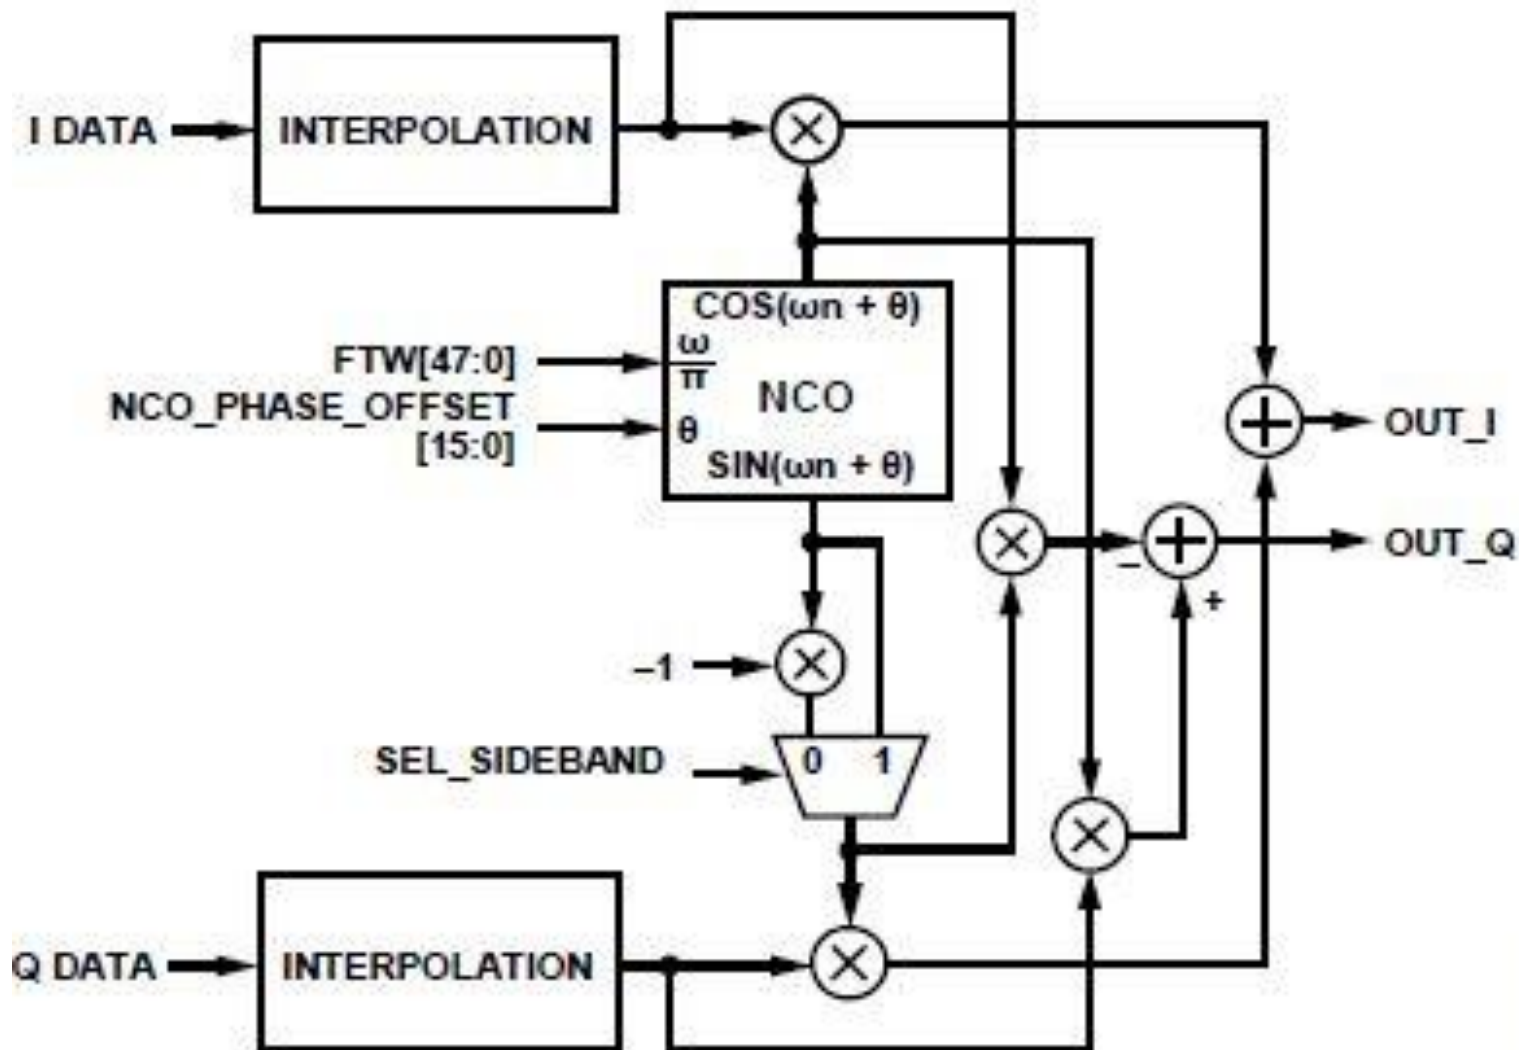 I DATA
INTERPOLATION
COS(ωn + θ)
FTW[47:0]
ω
π
NCO_PHASE_OFFSET
[15:0]
NCO
θ
SIN(ωn + θ)
OUT_I
OUT_Q
–
+
–1
SEL_SIDEBAND
0 1
Q DATA
INTERPOLATION